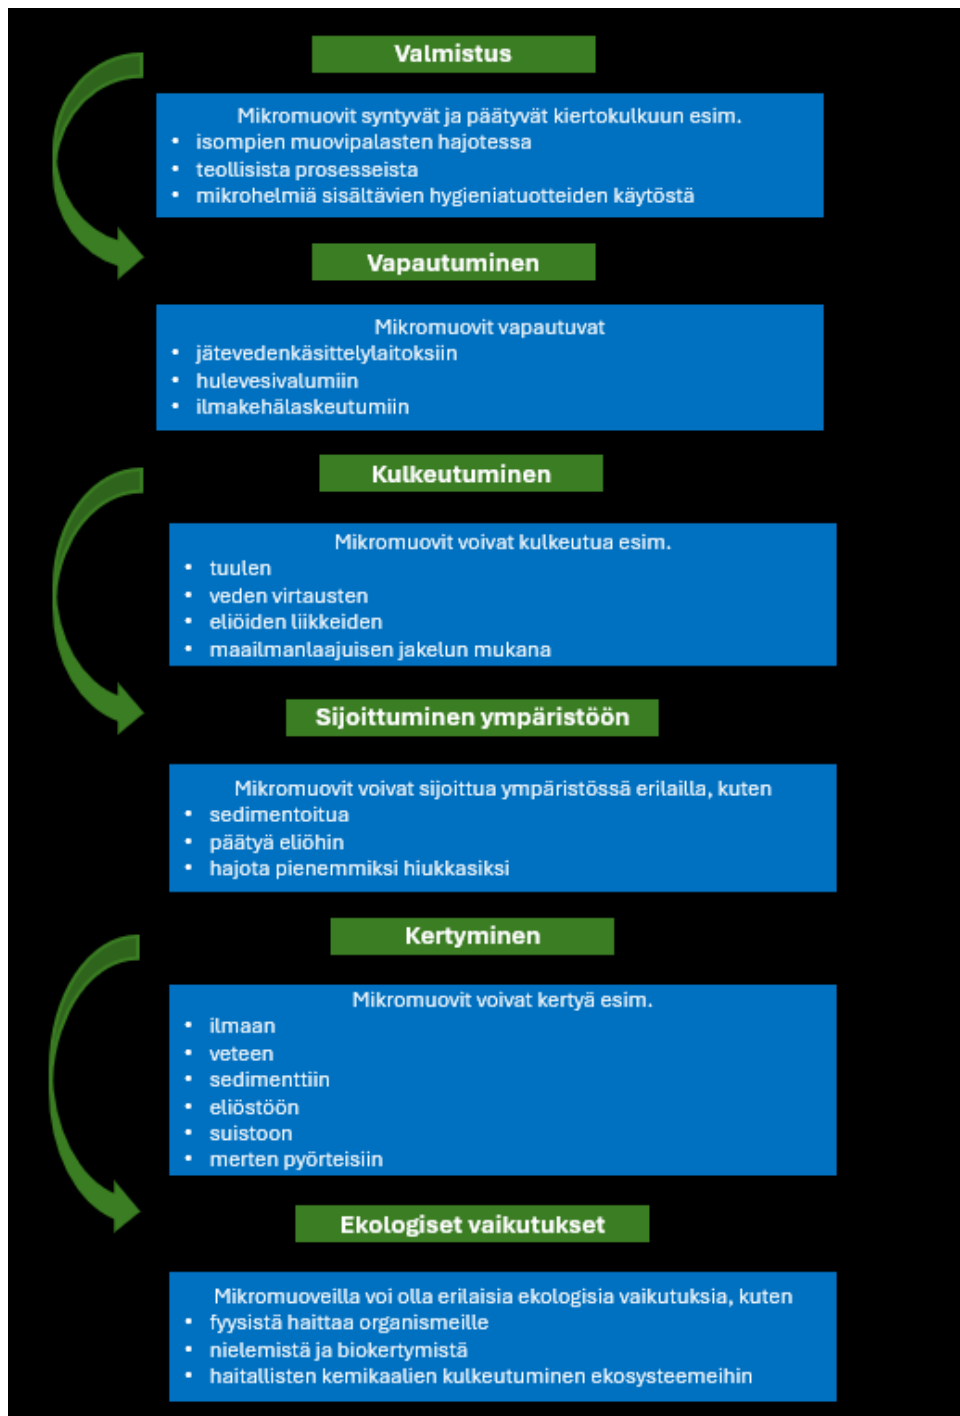 Valmistus
Mikromuovit syntyvät ja päätyvät kiertokulkuun esim.
• isompien muovipalasten hajotessa
• teollisista prosesseista
• mikrohelmiä sisältävien hygieniatuotteiden käytöstä
Vapautuminen
Mikromuovit vapautuvat
• jätevedenkäsittelylaitoksiin
• hulevesivalumiin
• ilmakehälaskeutumiin
Kulkeutuminen
Mikromuovit voivat kulkeutua esim.
• tuulen
• veden virtausten
• eliöiden liikkeiden
• maailmanlaajuisen jakelun mukana
Sijoittuminen ympäristöön
Mikromuovit voivat sijoittua ympäristössä erilailla, kuten
• sedimentoitua
• päätyä eliöhin
• hajota pienemmiksi hiukkasiksi
Kertyminen
Mikromuovit voivat kertyä esim.
• ilmaan
• veteen
• sedimenttiin
• eliöstöön
• suistoon
• merten pyörteisiin
Ekologiset vaikutukset
Mikromuoveilla voi olla erilaisia ekologisia vaikutuksia, kuten
• fyysistä haittaa organismeille
• nielemistä ja biokertymistä
• haitallisten kemikaalien kulkeutuminen ekosysteemeihin